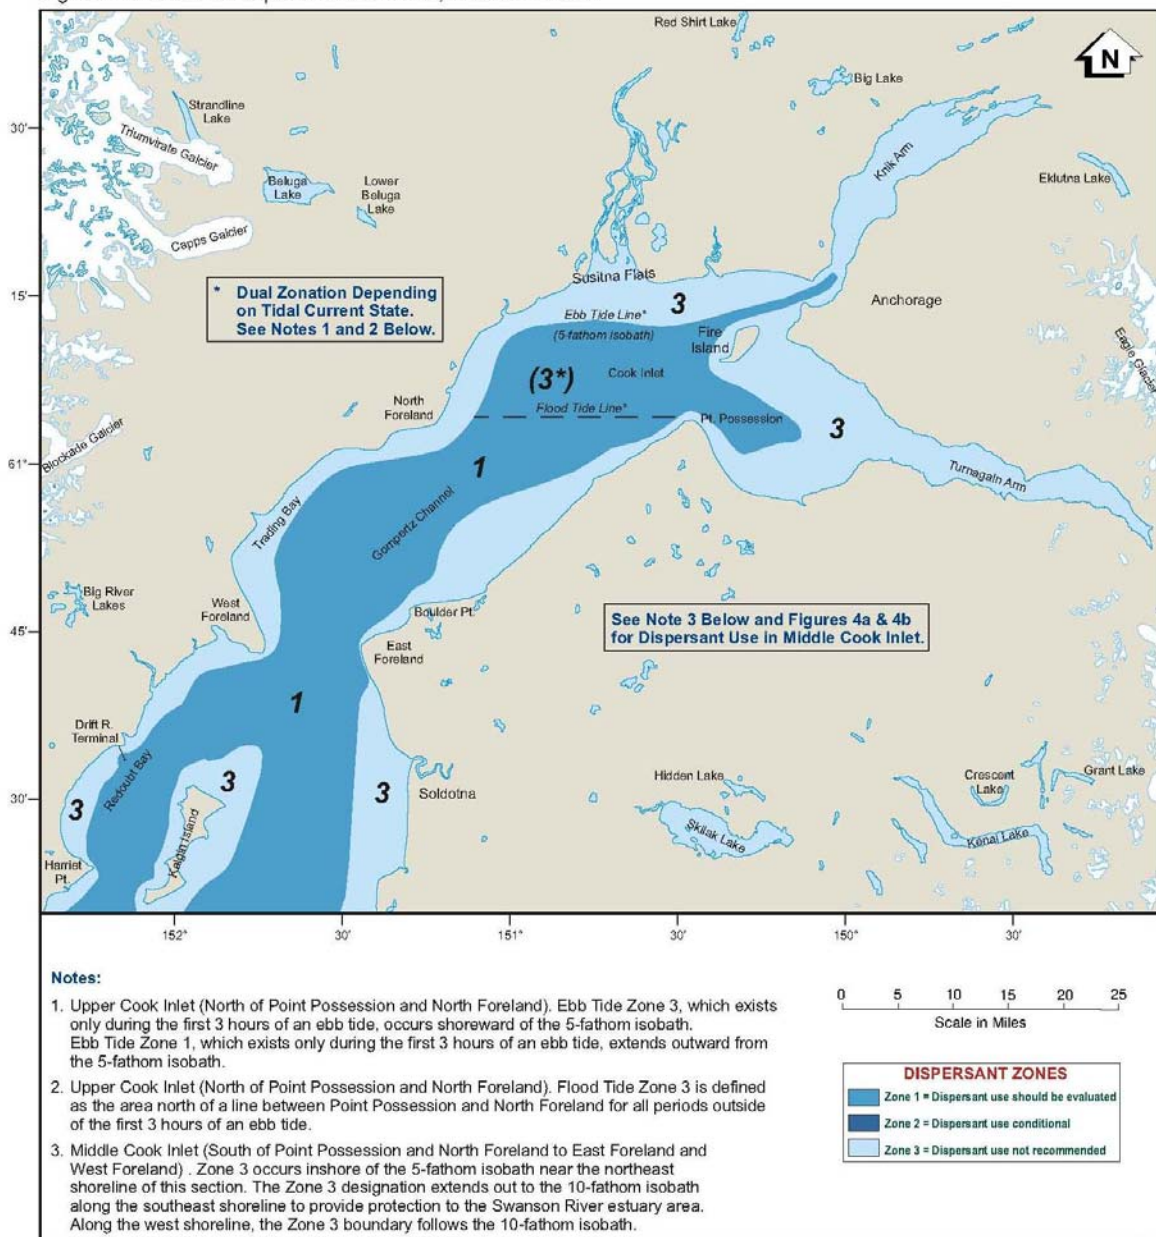 Red Shirt Lake
N
Big Lake
Strandline
Lake
30'
Triumvirate Galcier
Knik Arm
Beluga
Lake
Lower
Beluga
Lake
Eklutna Lake
Capps Galcier
Susitna Flats
* Dual Zonation Depending
on Tidal Current State.
See Notes 1 and 2 Below.
15'
3
Anchorage
Ebb Tide Line*
(5-fathom isobath)
Fire
Island
Eagle Glacier
(3*)
Cook Inlet
North
Foreland
Flood Tide Line*
Pt. Possession
3
Blockade Galcier
61°
1
Turnagain Arm
Trading Bay
Gompertz Channel
Big River
Lakes
West
Foreland
Boulder Pt.
See Note 3 Below and Figures 4a & 4b
for Dispersant Use in Middle Cook Inlet.
45'
East
Foreland
1
Drift R.
Terminal
Redoubt Bay
3
3
3
Soldotna
Hidden Lake
Crescent
Lake
Grant Lake
30'
Kalgin Island
Skilak Lake
Kenai Lake
Harriet
Pt.
152°
30'
151°
30'
150°
30'
Notes:
1. Upper Cook Inlet (North of Point Possession and North Foreland). Ebb Tide Zone 3, which exists
only during the first 3 hours of an ebb tide, occurs shoreward of the 5-fathom isobath.
Ebb Tide Zone 1, which exists only during the first 3 hours of an ebb tide, extends outward from
the 5-fathom isobath.
2. Upper Cook Inlet (North of Point Possession and North Foreland). Flood Tide Zone 3 is defined
as the area north of a line between Point Possession and North Foreland for all periods outside
of the first 3 hours of an ebb tide.
3. Middle Cook Inlet (South of Point Possession and North Foreland to East Foreland and
West Foreland) . Zone 3 occurs inshore of the 5-fathom isobath near the northeast
shoreline of this section. The Zone 3 designation extends out to the 10-fathom isobath
along the southeast shoreline to provide protection to the Swanson River estuary area.
Along the west shoreline, the Zone 3 boundary follows the 10-fathom isobath.
0 5 10 15 20 25
Scale in Miles
DISPERSANT ZONES
Zone 1 = Dispersant use should be evaluated
Zone 2 = Dispersant use conditional
Zone 3 = Dispersant use not recommended